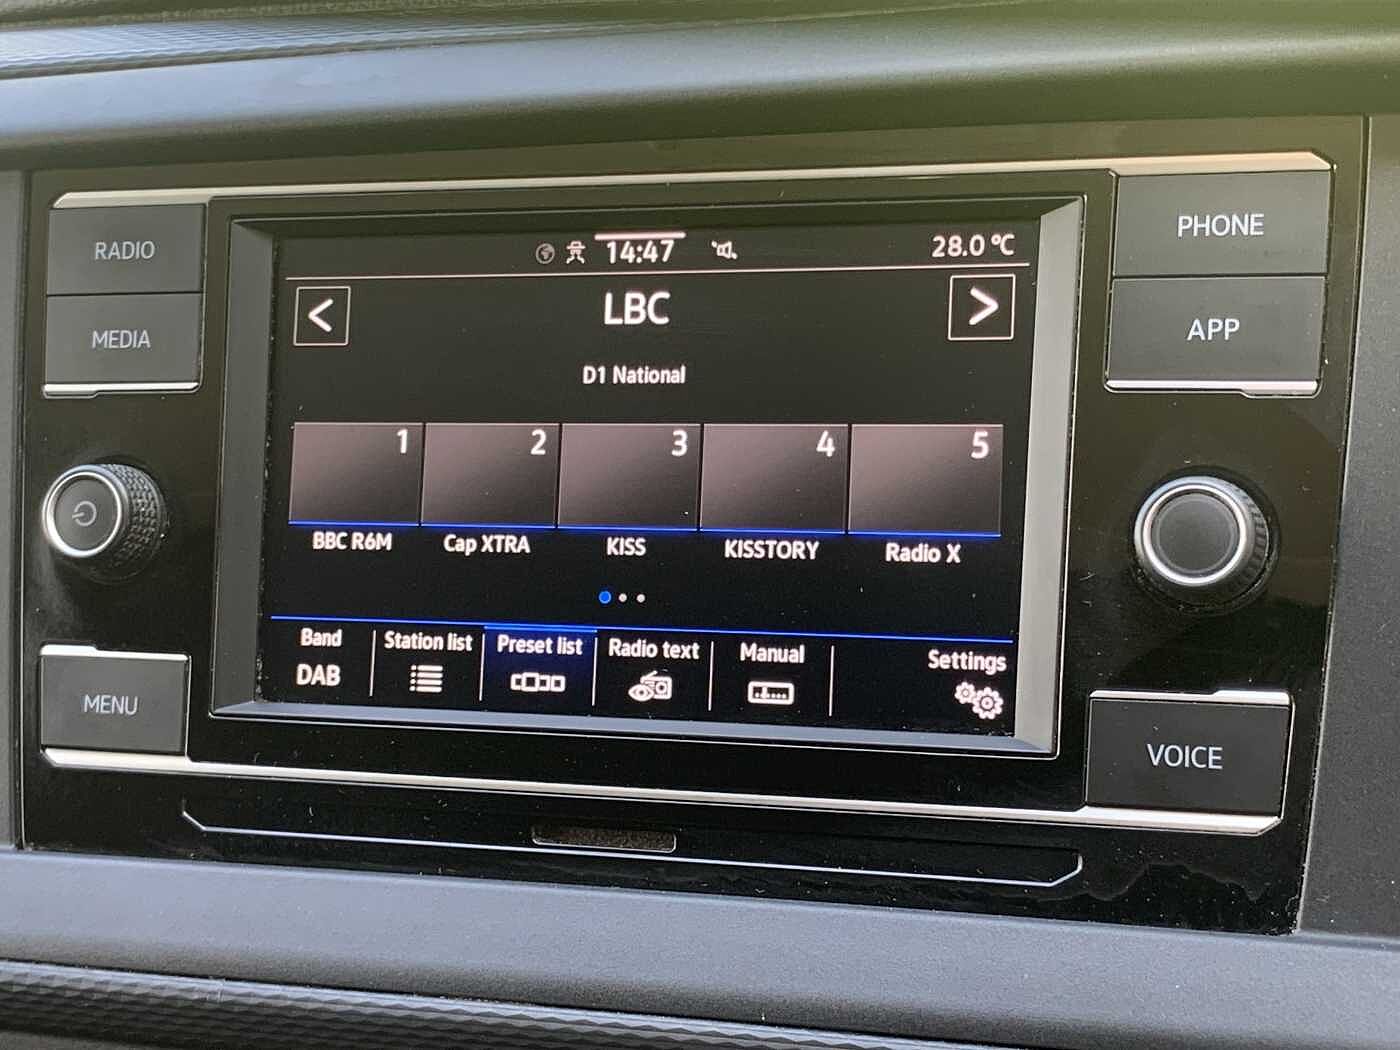 RADIO
MEDIA
MENU
14:47
28.0 °C
LBC
D1 National
1
2
3
4
5
BBC R6M
Cap XTRA
KISS
KISSTORY
Radio X
Band
DAB
Station list
Preset list
Radio text
Manual
Settings
PHONE
APP
VOICE